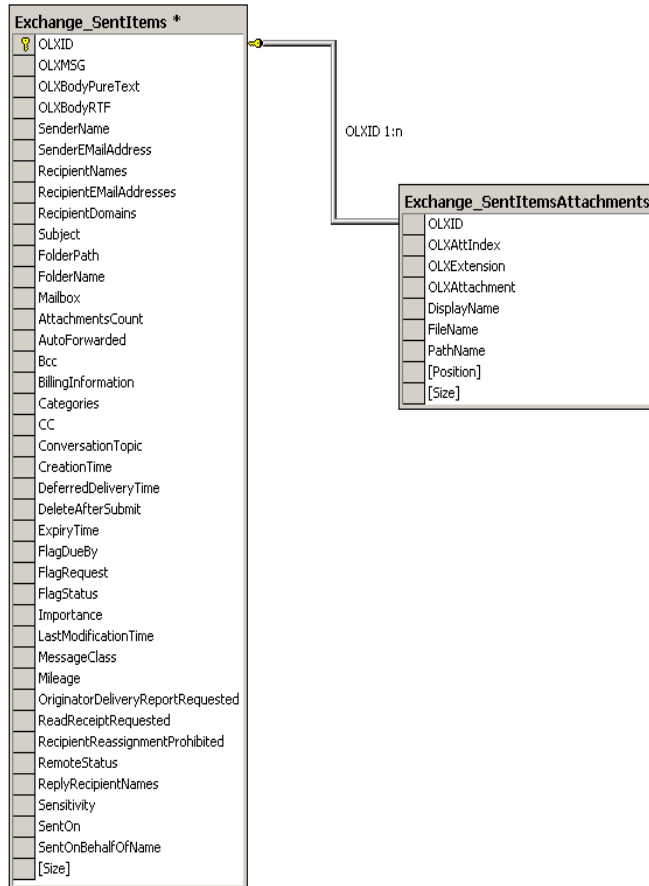 Exchange_SentItems *
OLXID
OLXMSG
OLXBodyPureText
OLXBodyRTF
SenderName
SenderEMailAddress
RecipientNames
RecipientEMailAddresses
RecipientDomains
Subject
FolderPath
FolderName
Mailbox
AttachmentsCount
AutoForwarded
Bcc
BillingInformation
Categories
CC
ConversationTopic
CreationTime
DeferredDeliveryTime
DeleteAfterSubmit
ExpiryTime
FlagDueBy
FlagRequest
FlagStatus
Importance
LastModificationTime
MessageClass
Mileage
OriginatorDeliveryReportRequested
ReadReceiptRequested
RecipientReassignmentProhibited
RemoteStatus
ReplyRecipientNames
Sensitivity
SentOn
SentOnBehalfOfName
[Size]
OLXID 1:n
Exchange_SentItemsAttachments
OLXID
OLXAttIndex
OLXExtension
OLXAttachment
DisplayName
FileName
PathName
[Position]
[Size]